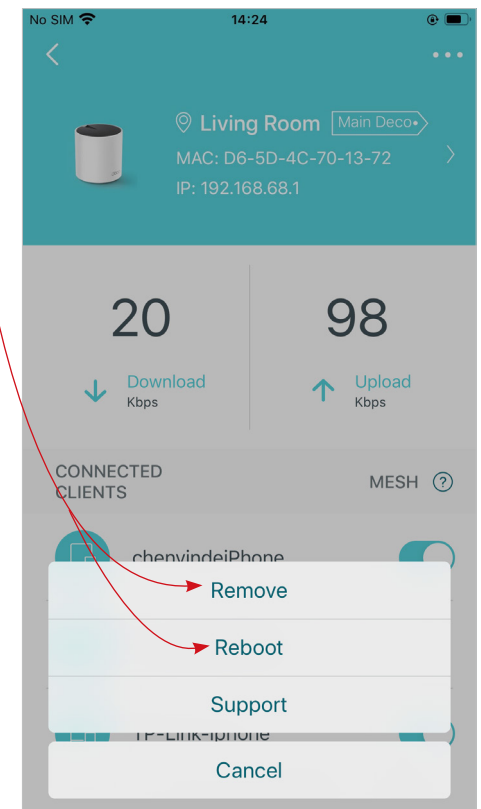 No SIM 14:24
Living Room Main Deco
MAC: D6-5D-4C-70-13-72
IP: 192.168.68.1
20 98
Download Upload
Kbps Kbps
CONNECTED
CLIENTS
MESH ?
chenyindeiPhone
Remove
Reboot
Support
TP-Link-iphone
Cancel